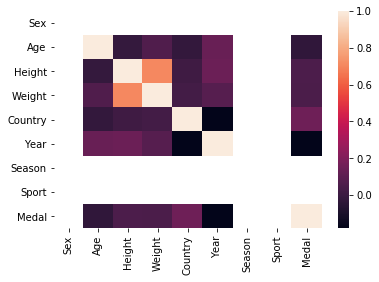 Sex
Age
Height
Weight
Country
Year
Season
Sport
Medal
Sex
Age
Height
Weight
Country
Year
Season
Sport
Medal
1.0
0.8
0.6
0.4
0.2
0.0